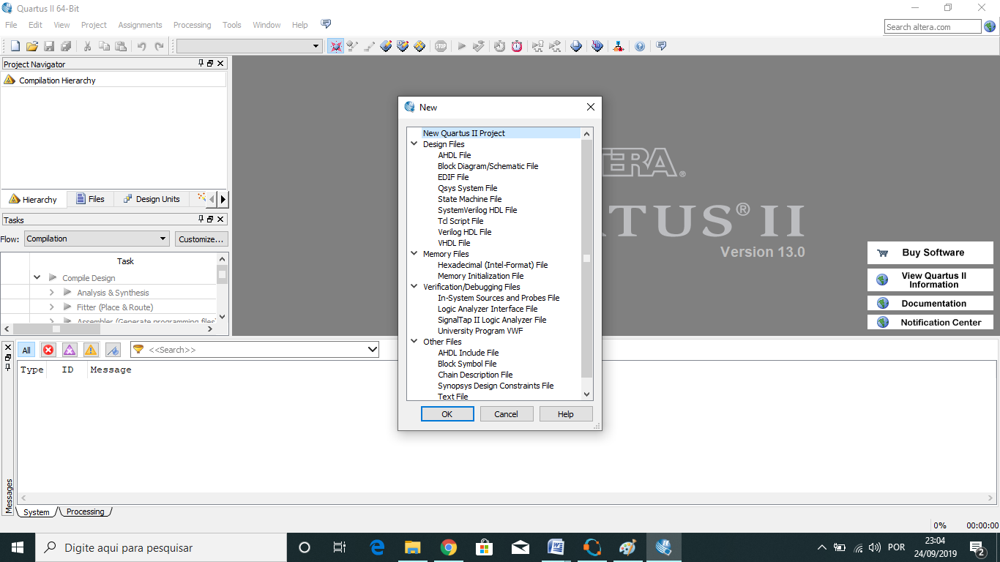 Quartus II 64-Bit
File Edit View Project Assignments Processing Tools Window Help
Search altera.com
STOP
Project Navigator
Compilation Hierarchy
Hierarchy Files Design Units
Tasks
Flow: Compilation Customize...
Task
Compile Design
Analysis & Synthesis
Fitter (Place & Route)
Assembler (Generate programming files)
New
New Quartus II Project
Design Files
AHDL File
Block Diagram/Schematic File
EDIF File
Qsys System File
State Machine File
SystemVerilog HDL File
Tcl Script File
Verilog HDL File
VHDL File
Memory Files
Hexadecimal (Intel-Format) File
Memory Initialization File
Verification/Debugging Files
In-System Sources and Probes File
Logic Analyzer Interface File
SignalTap II Logic Analyzer File
University Program VWF
Other Files
AHDL Include File
Block Symbol File
Chain Description File
Synopsys Design Constraints File
Text File
OK Cancel Help
TERA®
RTUS® II
Version 13.0
Buy Software
View Quartus II
Information
Documentation
Notification Center
All <<Search>>
Type ID Message
Messages
System Processing
0% 00:00:00
Digite aqui para pesquisar
POR
23:04
24/09/2019
2